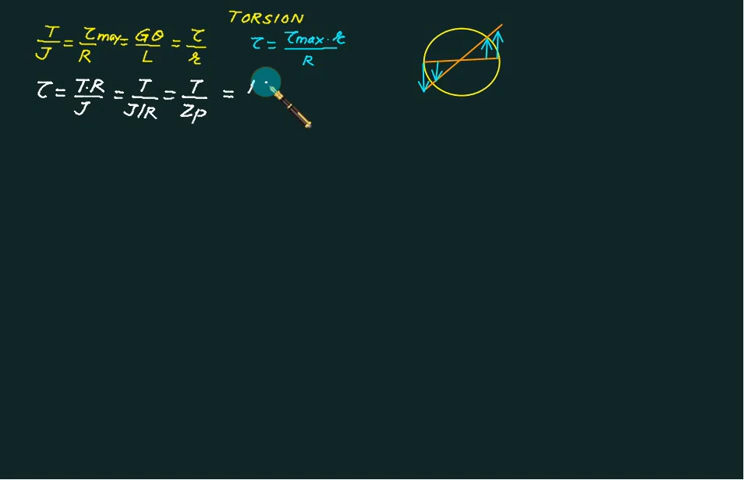 TORSION
T/J = τmax/R = Gθ/L = τ/r
τ = τmax·r/R
τ = T.R/J = T/J/R = T/Zp =